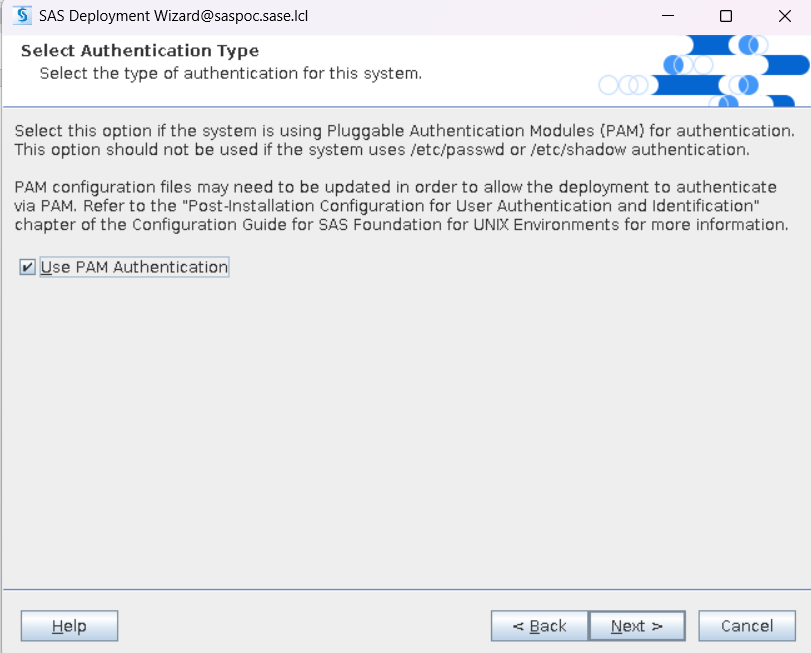 SAS Deployment Wizard@saspoc.sase.lcl
Select Authentication Type
Select the type of authentication for this system.
Select this option if the system is using Pluggable Authentication Modules (PAM) for authentication.
This option should not be used if the system uses /etc/passwd or /etc/shadow authentication.
PAM configuration files may need to be updated in order to allow the deployment to authenticate
via PAM. Refer to the "Post-Installation Configuration for User Authentication and Identification"
chapter of the Configuration Guide for SAS Foundation for UNIX Environments for more information.
Use PAM Authentication
Help
< Back
Next >
Cancel